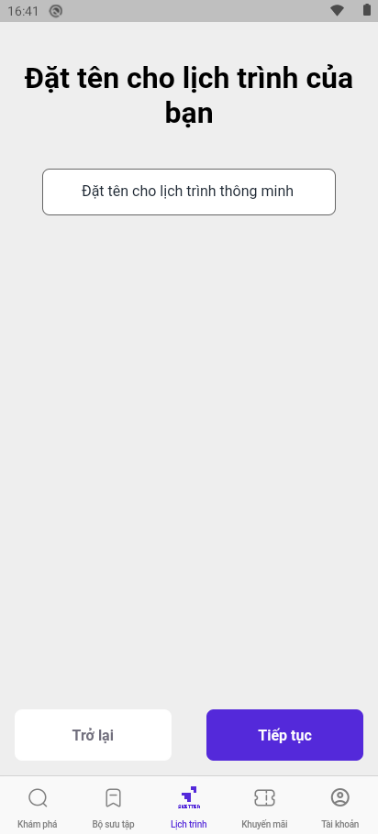 16:41
Đặt tên cho lịch trình của
bạn
Đặt tên cho lịch trình thông minh
Trở lại
Tiếp tục
Khám phá
Bộ sưu tập
Lịch trình
Khuyến mãi
Tài khoản